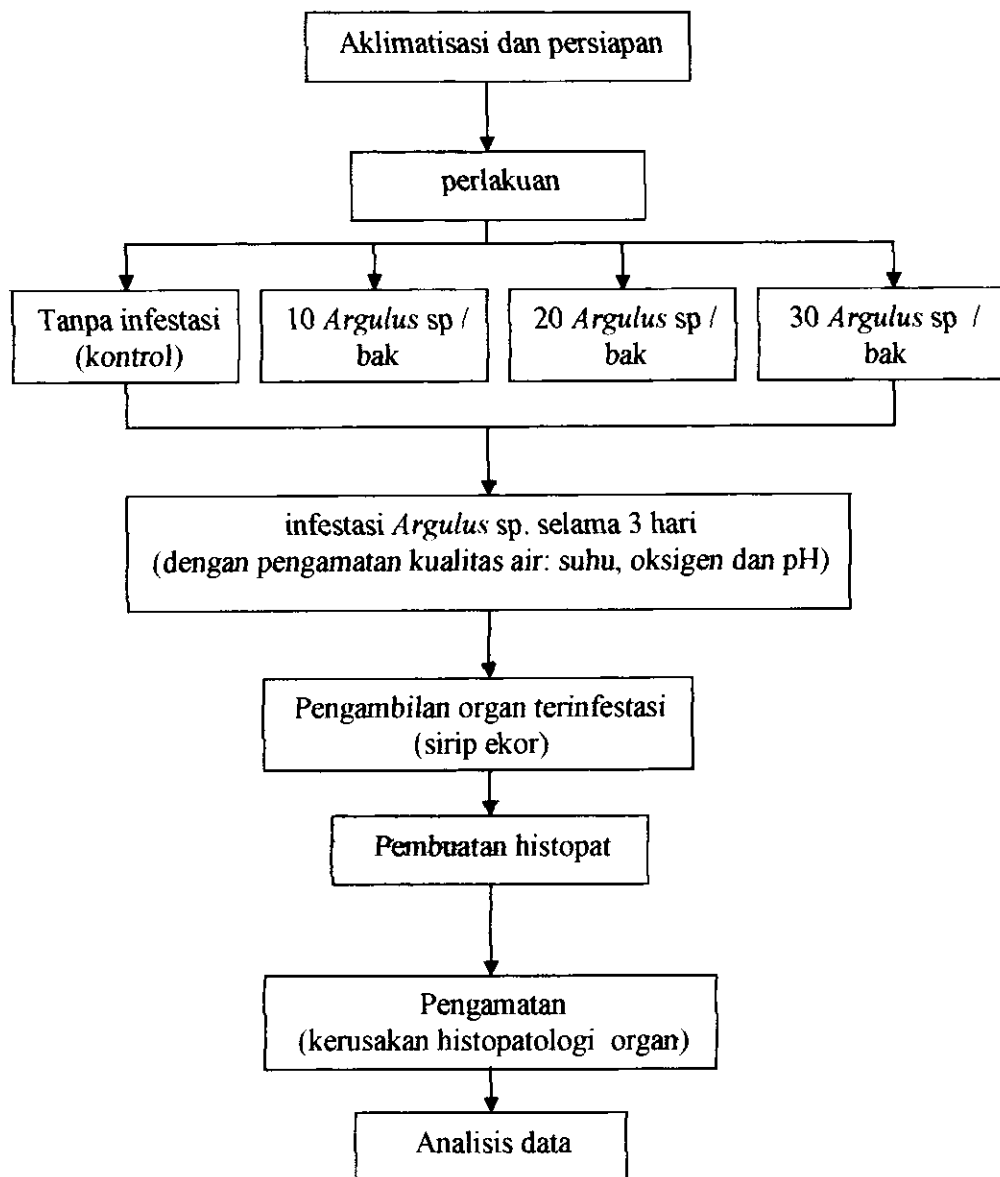 Aklimatisasi dan persiapan
perlakuan
Tanpa infestasi
(kontrol)
10 Argulus sp /
bak
20 Argulus sp /
bak
30 Argulus sp /
bak
infestasi Argulus sp. selama 3 hari
(dengan pengamatan kualitas air: suhu, oksigen dan pH)
Pengambilan organ terinfestasi
(sirip ekor)
Pembuatan histopat
Pengamatan
(kerusakan histopatologi organ)
Analisis data